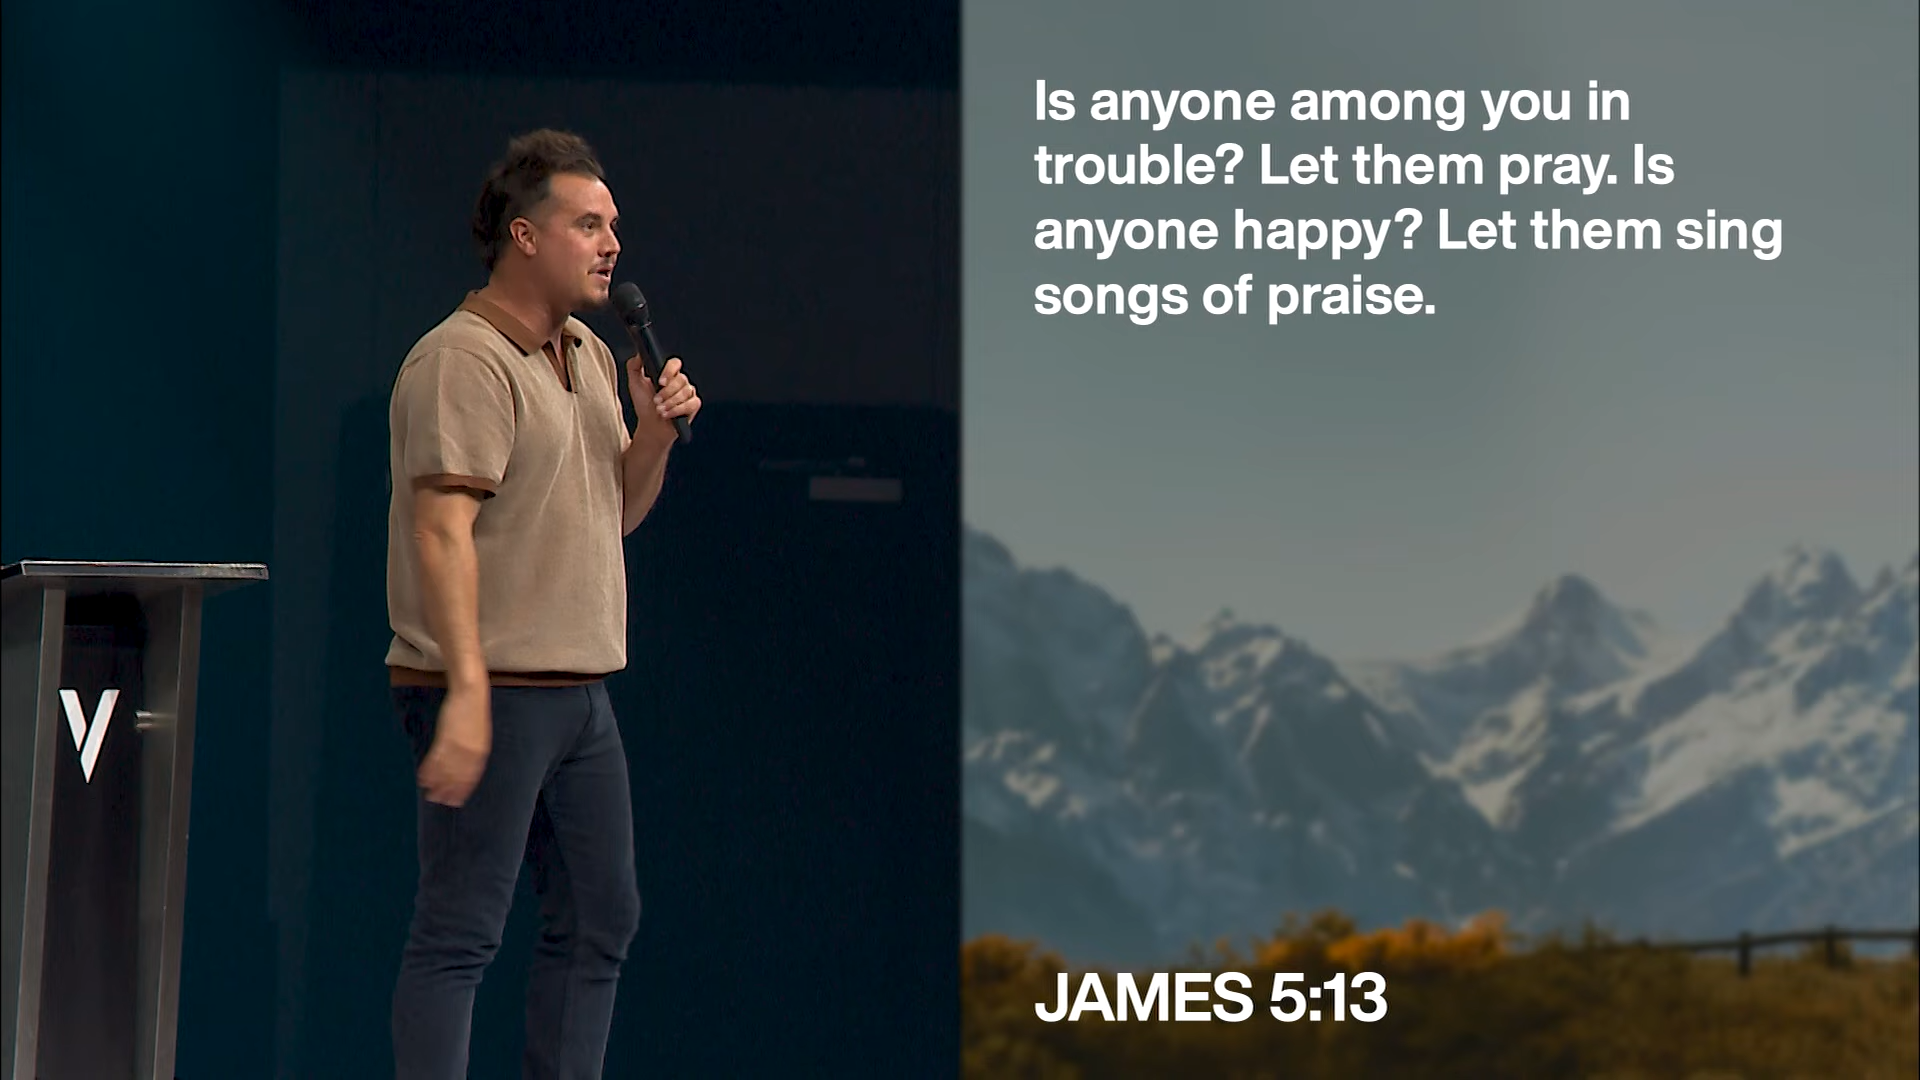 Is anyone among you in
trouble? Let them pray. Is
anyone happy? Let them sing
songs of praise.
JAMES 5:13